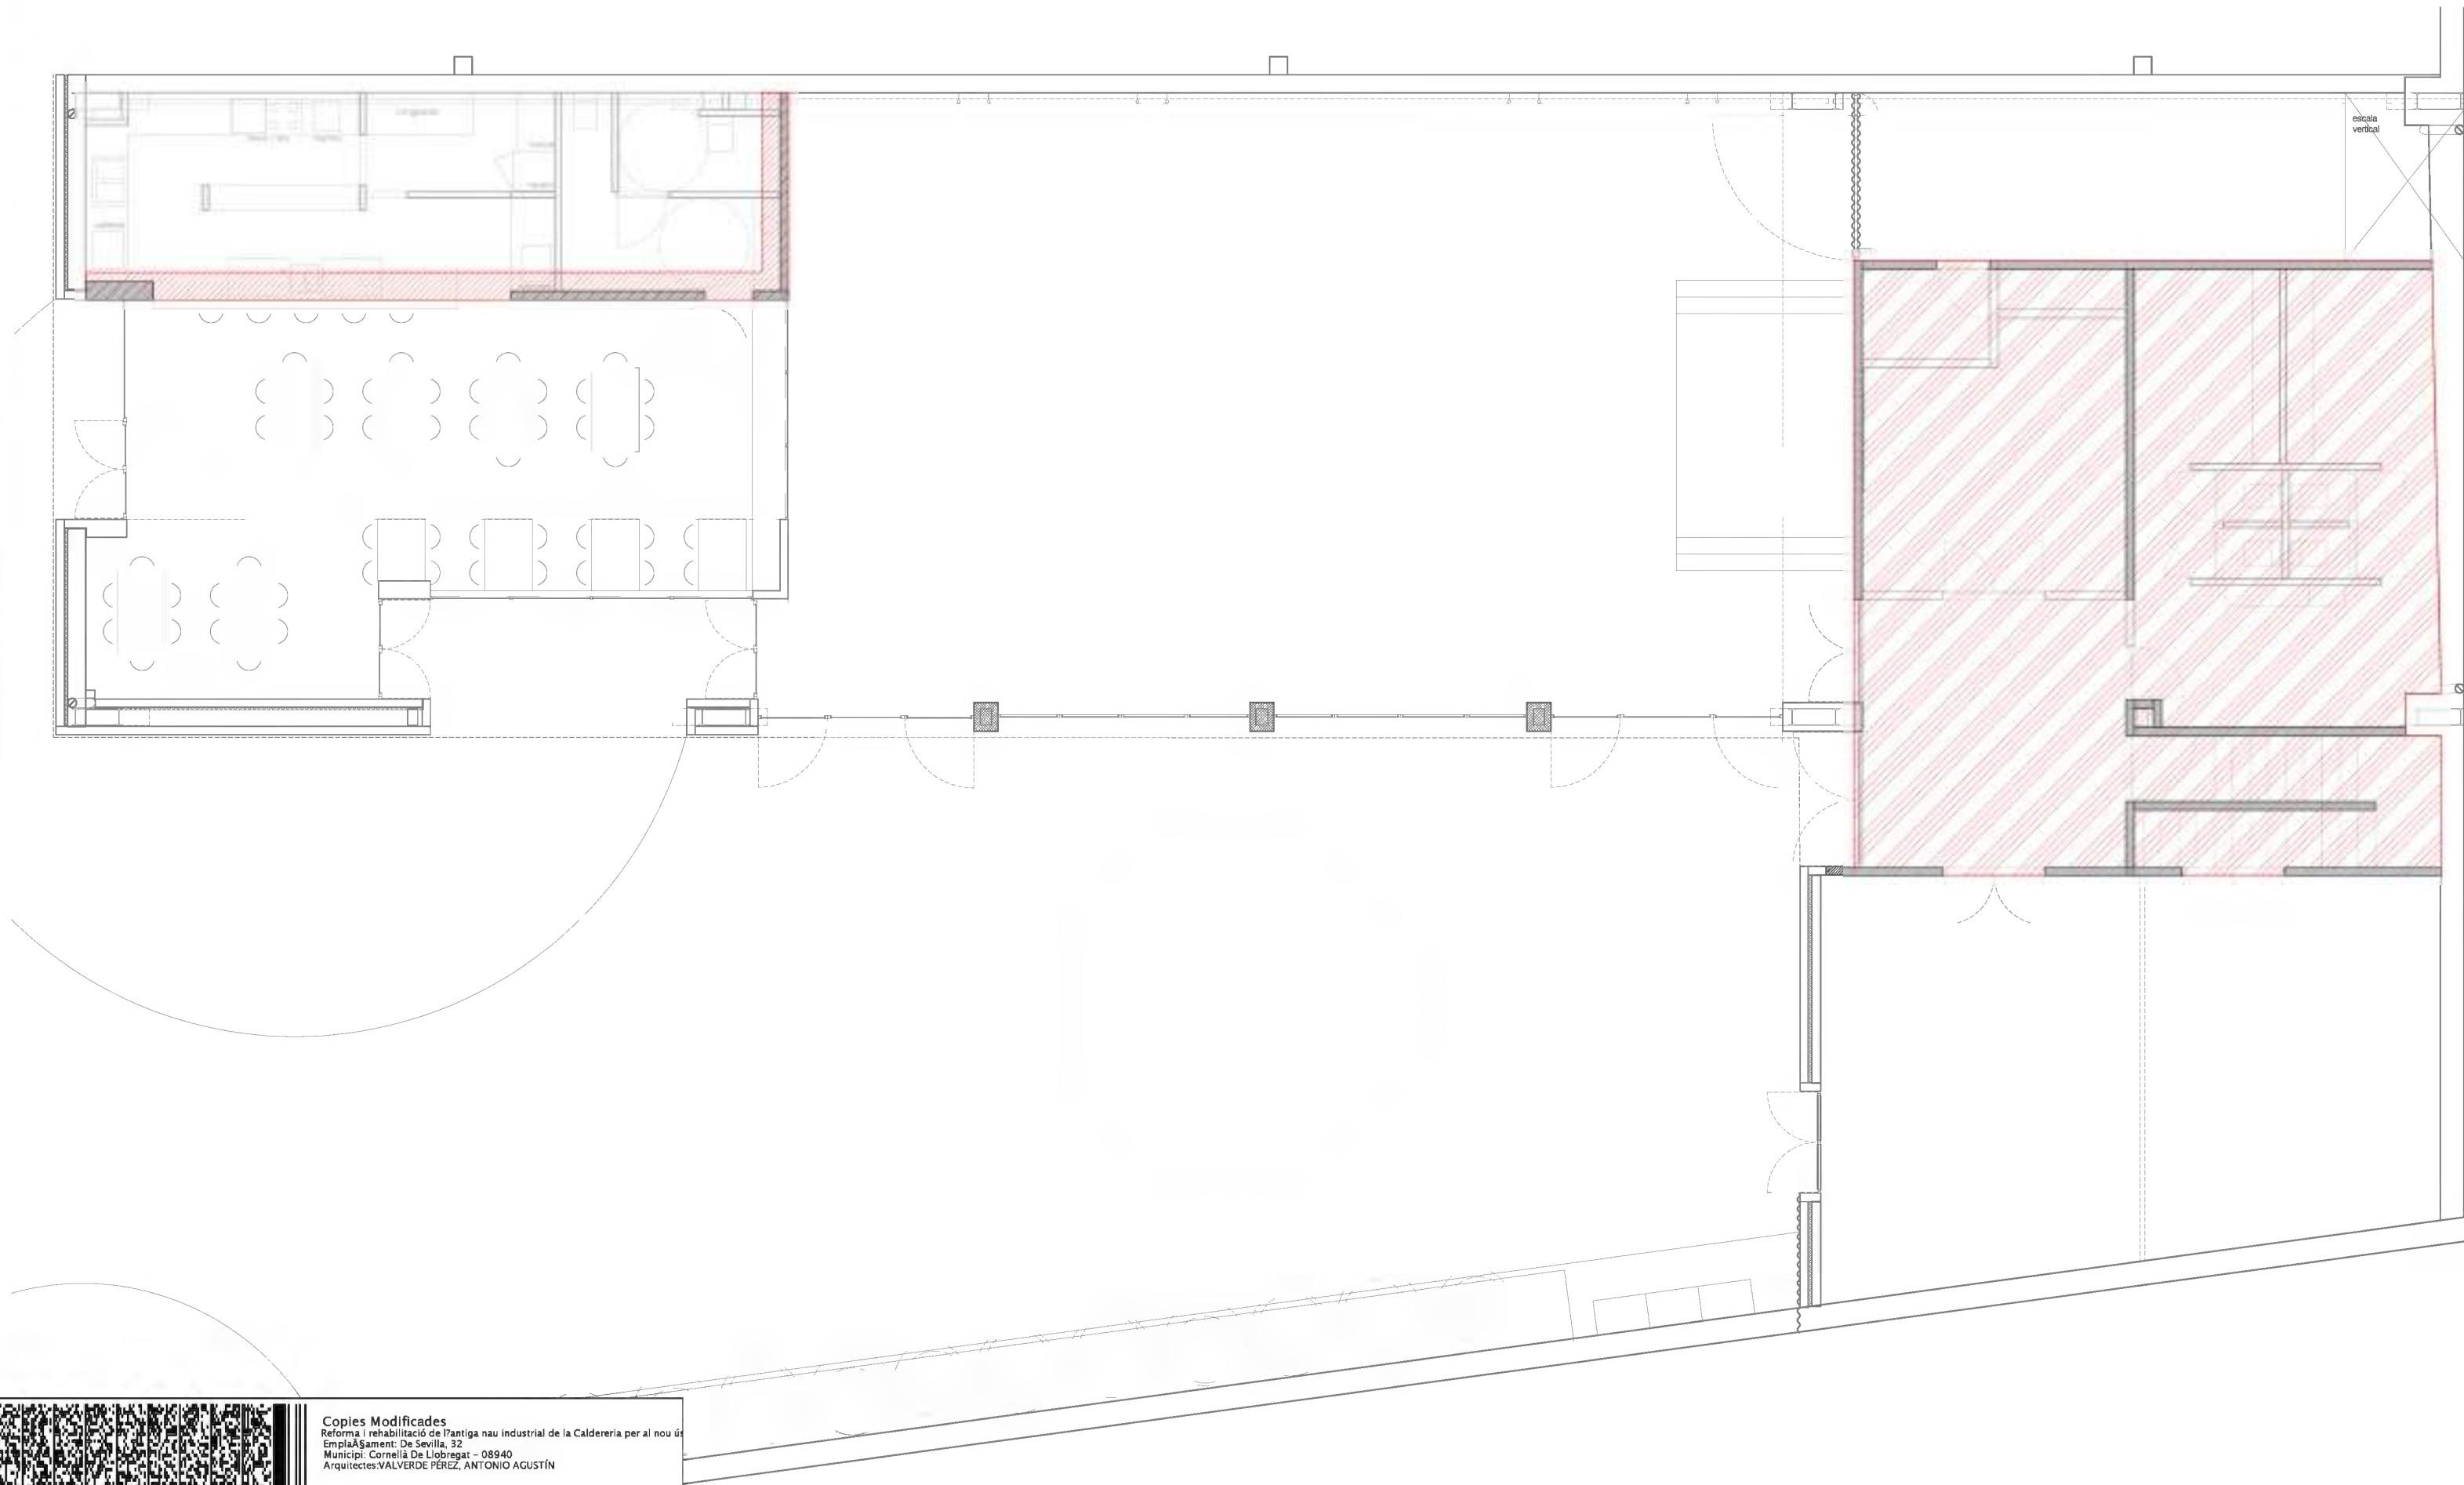 escala
vertical
Copies Modificades
Reforma i rehabilitació de l?antiga nau industrial de la Caldereria per al nou ús
EmplaÃ§ament: De Sevilla, 32
Municipi: Cornellà De Llobregat - 08940
Arquitectes:VALVERDE PÉREZ, ANTONIO AGUSTÍN